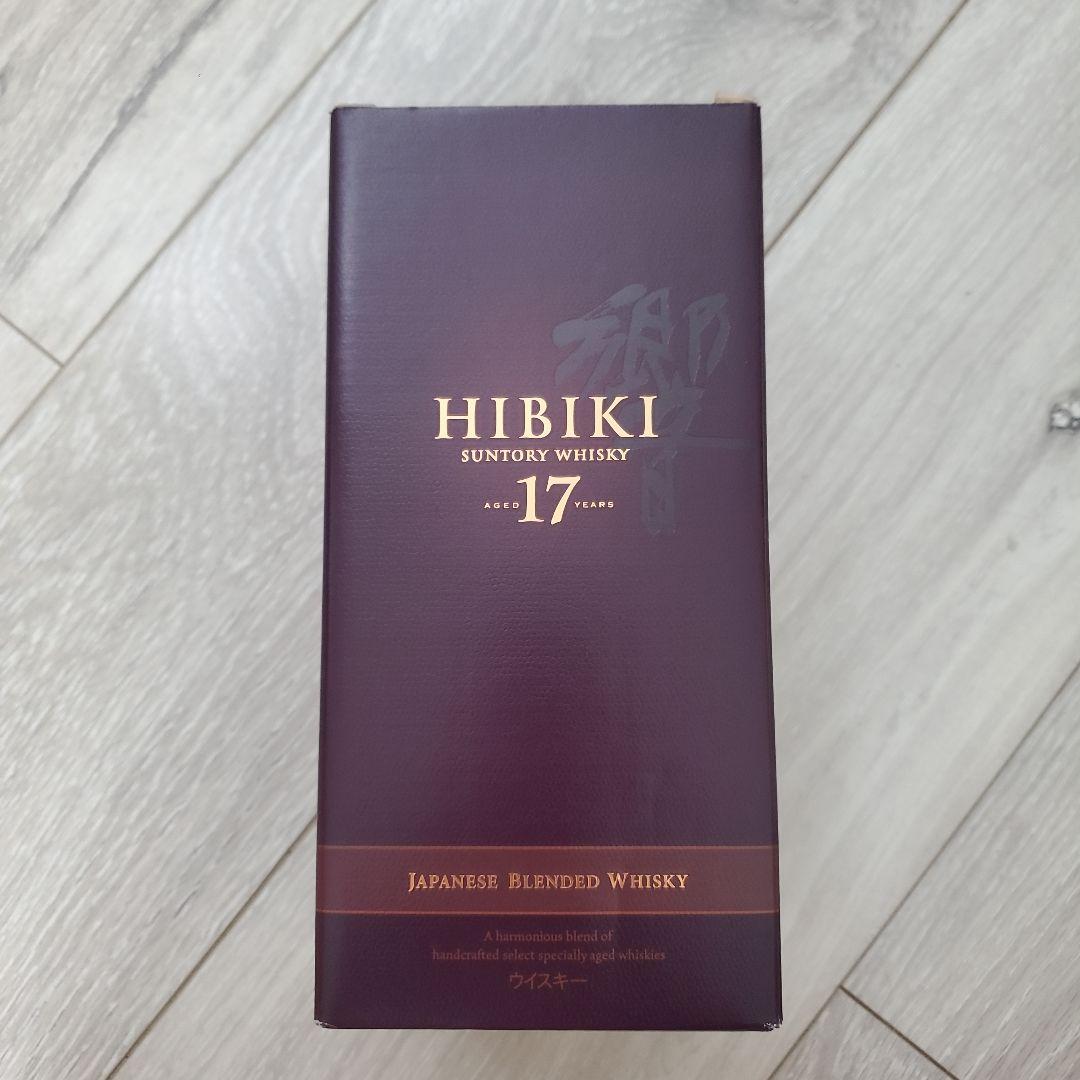 響
HIBIKI
SUNTORY WHISKY
AGED 17 YEARS
JAPANESE BLENDED WHISKY
A harmonious blend of
handcrafted select specially aged whiskies
ウイスキー